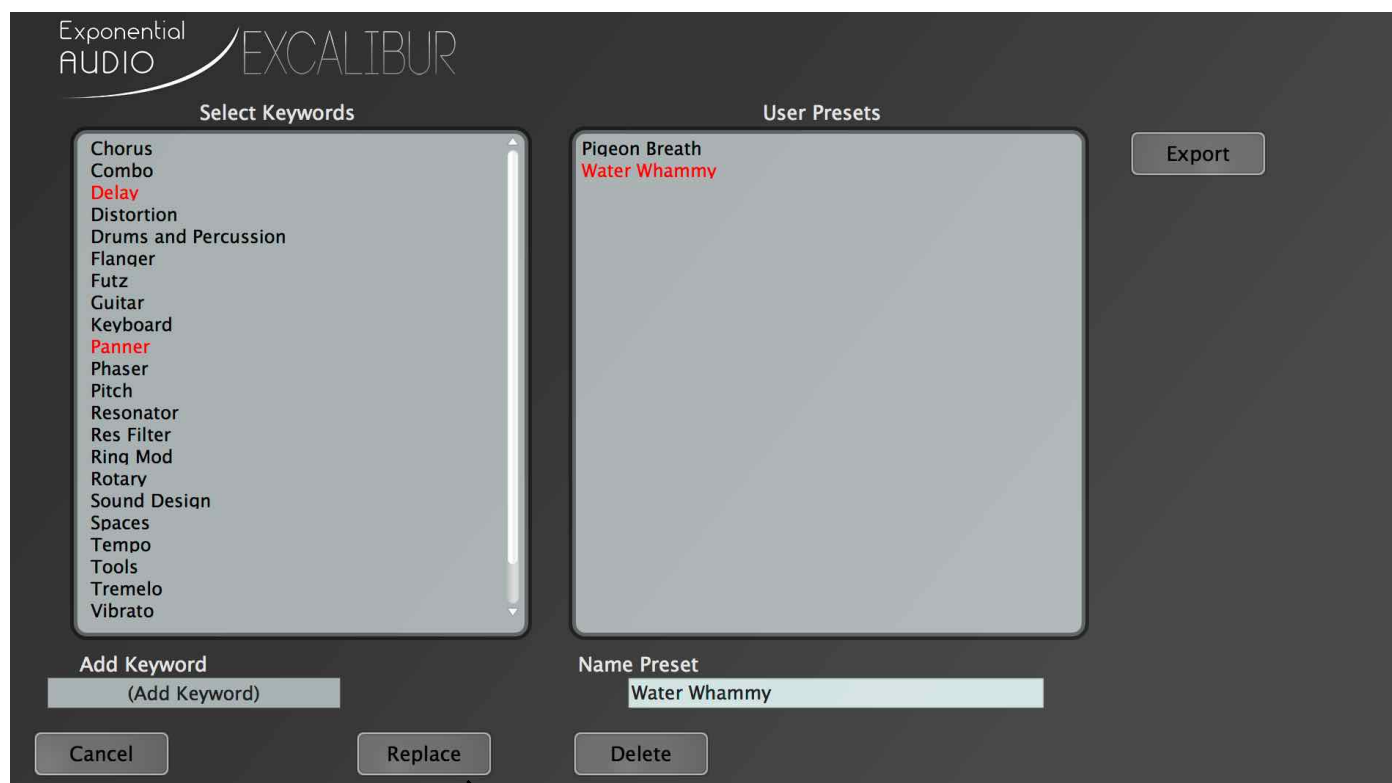 Exponential
AUDIO
EXCALIBUR
Select Keywords
Chorus
Combo
Delay
Distortion
Drums and Percussion
Flanger
Futz
Guitar
Keyboard
Panner
Phaser
Pitch
Resonator
Res Filter
Ring Mod
Rotary
Sound Design
Spaces
Tempo
Tools
Tremelo
Vibrato
User Presets
Pigeon Breath
Water Whammy
Export
Add Keyword
(Add Keyword)
Name Preset
Water Whammy
Cancel
Replace
Delete